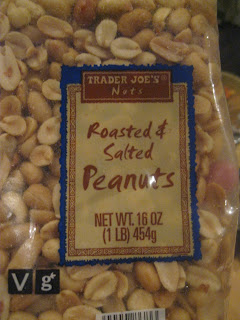 TRADER JOE'S®
Nuts
Roasted &
Salted
Peanuts
NET WT. 16 OZ
(1 LB) 454g
V g+